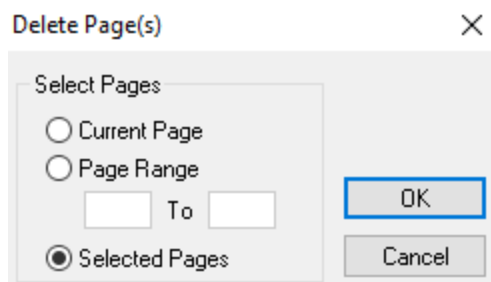 Delete Page(s)
Select Pages
Current Page
Page Range
To
OK
Selected Pages
Cancel